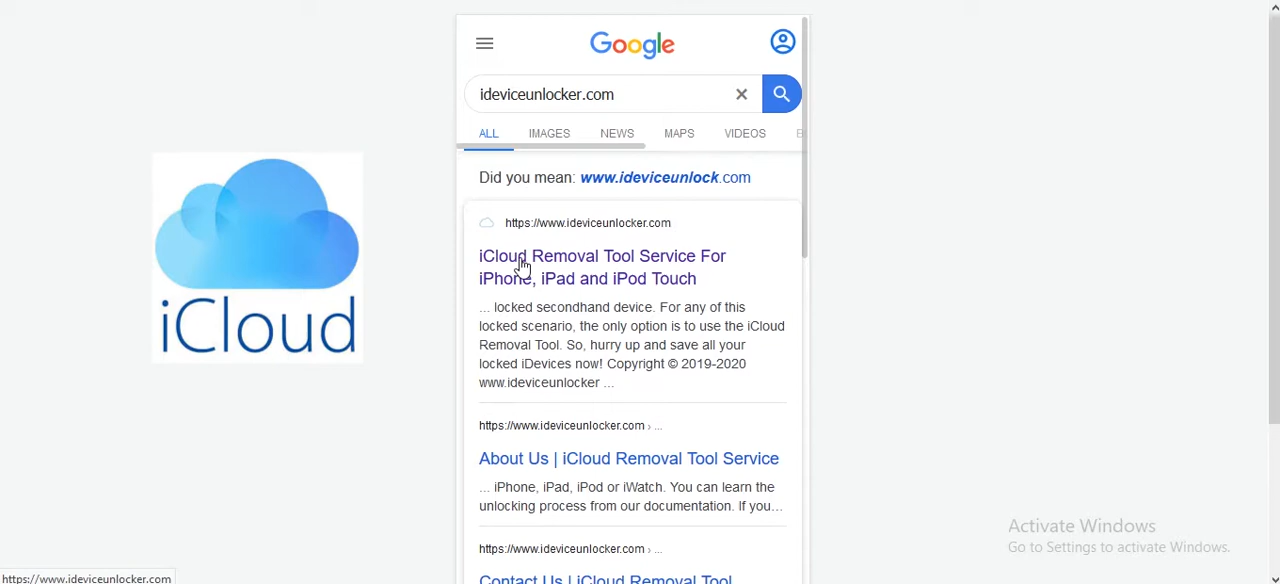 Google
ideviceunlocker.com
ALL IMAGES NEWS MAPS VIDEOS
Did you mean: www.ideviceunlock.com
https://www.ideviceunlocker.com
iCloud Removal Tool Service For
iPhone, iPad and iPod Touch
... locked secondhand device. For any of this
locked scenario, the only option is to use the iCloud
Removal Tool. So, hurry up and save all your
locked iDevices now! Copyright © 2019-2020
www.ideviceunlocker ...
https://www.ideviceunlocker.com › ...
About Us | iCloud Removal Tool Service
... iPhone, iPad, iPod or iWatch. You can learn the
unlocking process from our documentation. If you...
https://www.ideviceunlocker.com › ...
Contact Us | iCloud Removal Tool
iCloud
Activate Windows
Go to Settings to activate Windows.
https://www.ideviceunlocker.com